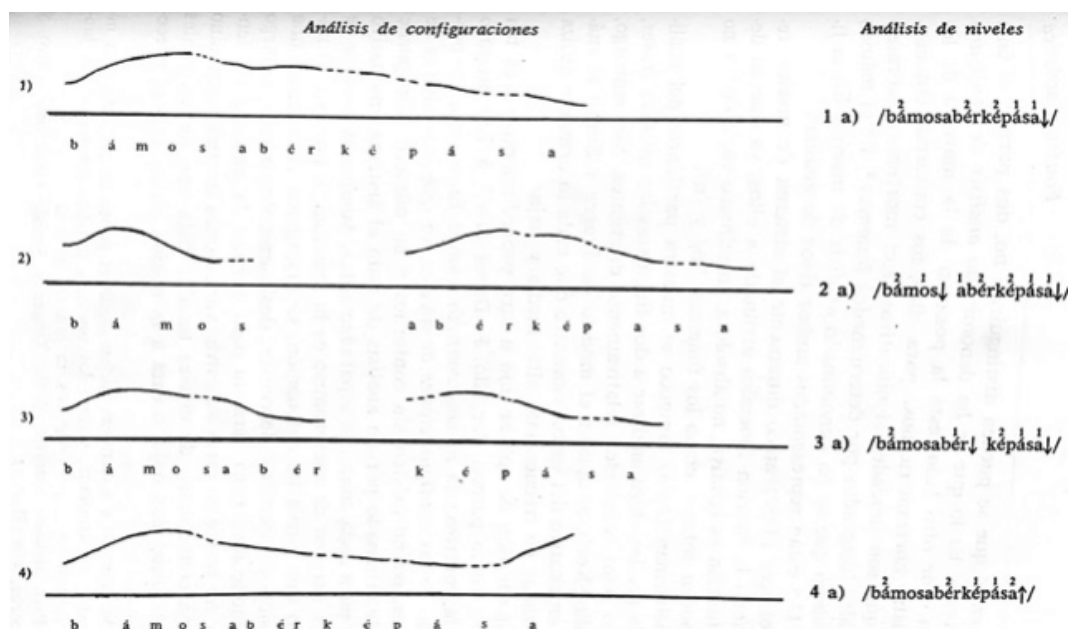 Análisis de configuraciones
Análisis de niveles
1)
b á m o s a b é r k é p á s a
1 a) /bámosabérképása↓/
2)
b á m o s a b é r k é p a s a
2 a) /bámos↓ abérképása↓/
3)
b á m o s a b é r k é p á s a
3 a) /bámosabér↓ képása↓/
4)
b á m o s a b é r k é p á s a
4 a) /bámosabérképása↑/